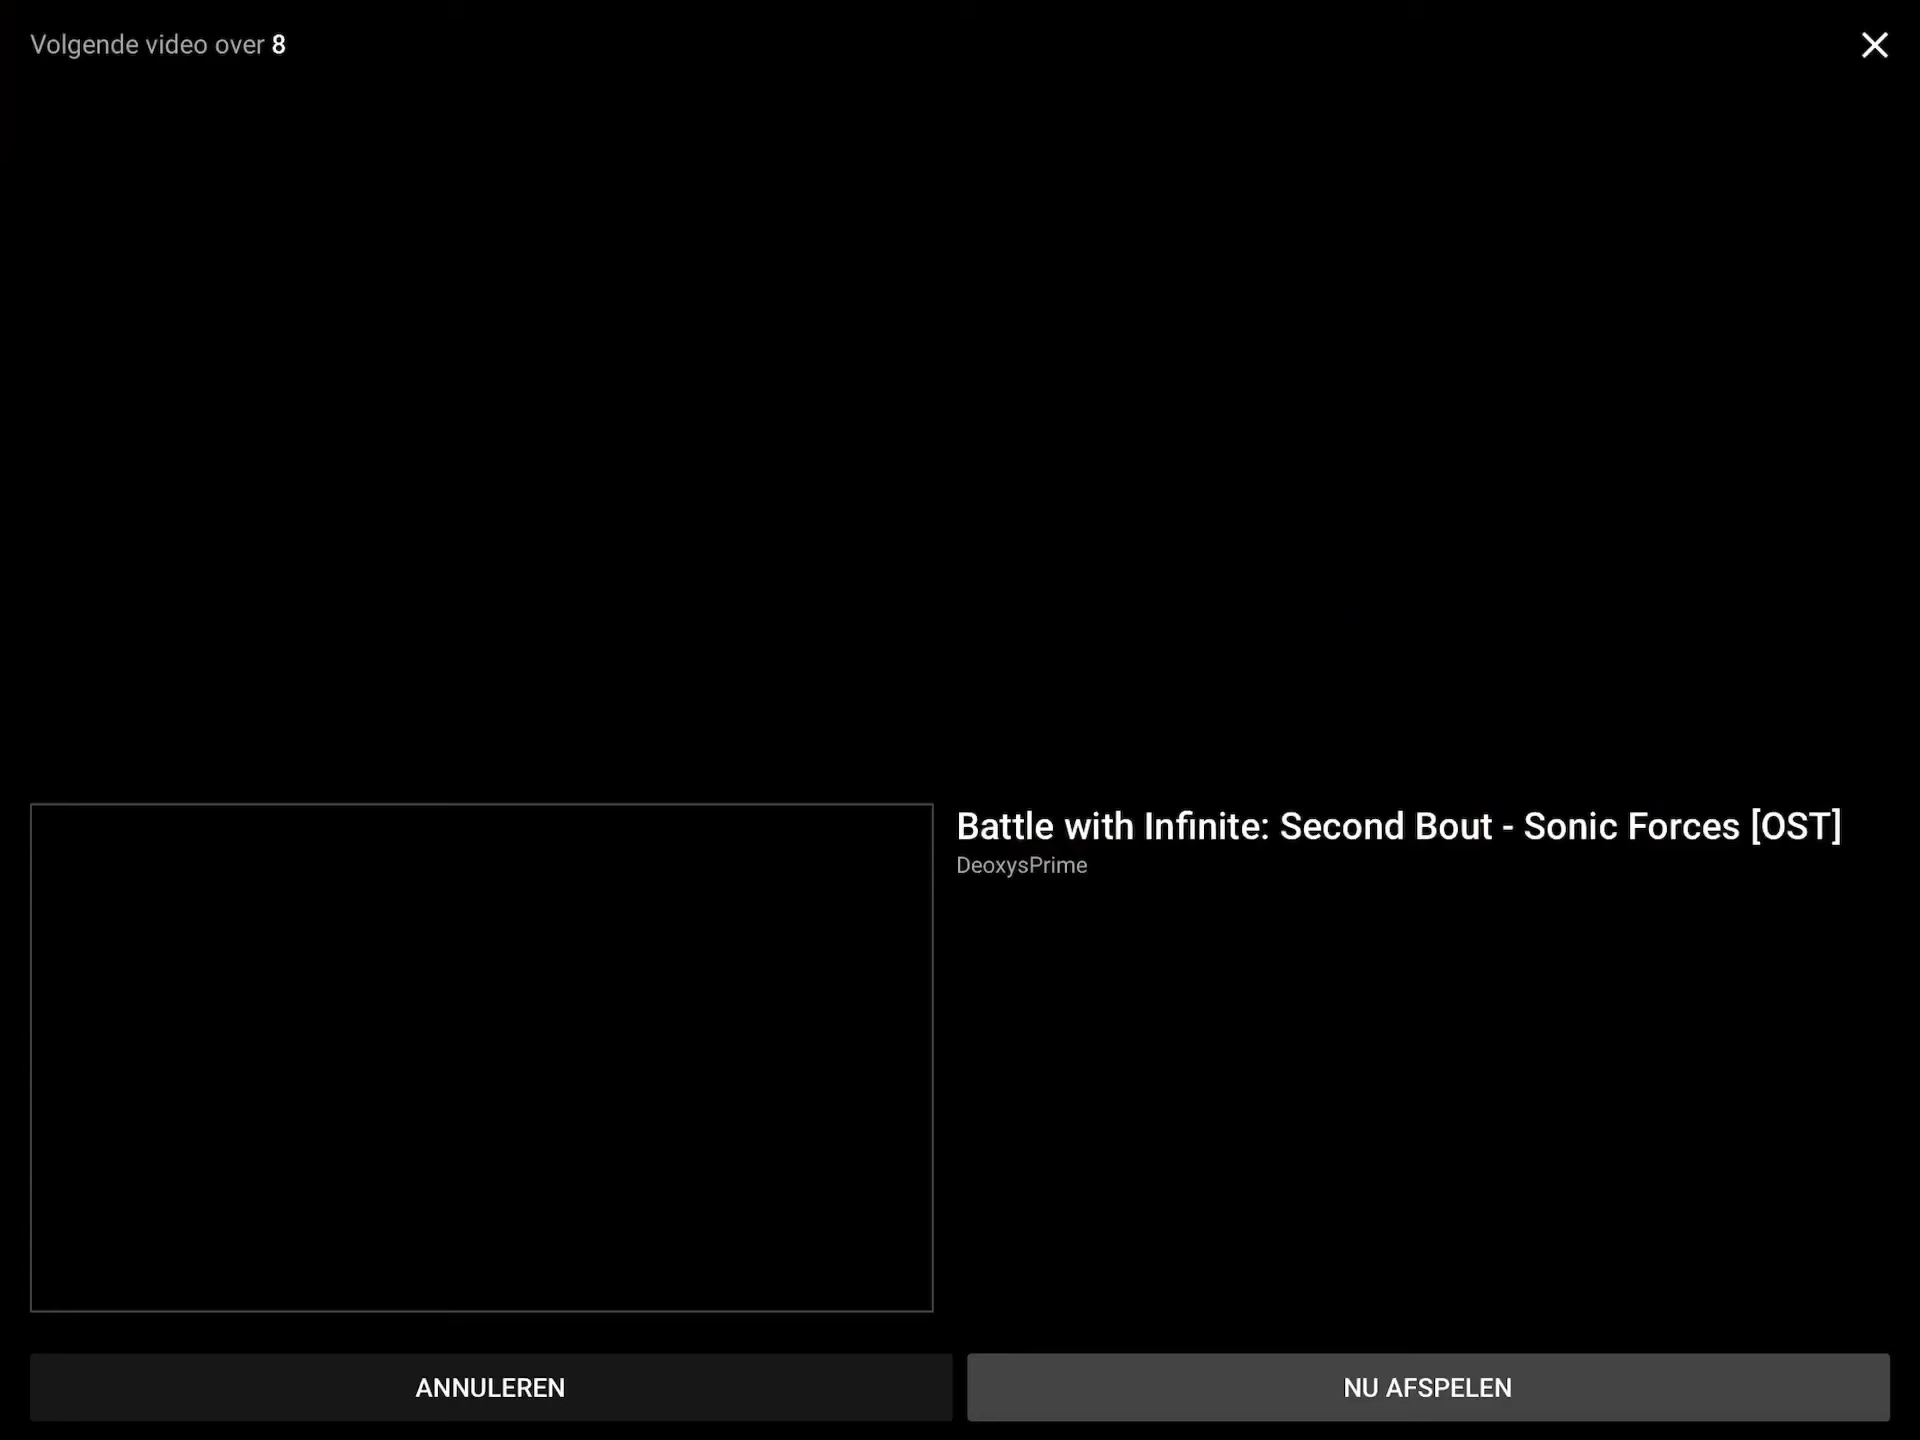 Volgende video over 8
Battle with Infinite: Second Bout - Sonic Forces [OST]
DeoxysPrime
ANNULEREN
NU AFSPELEN